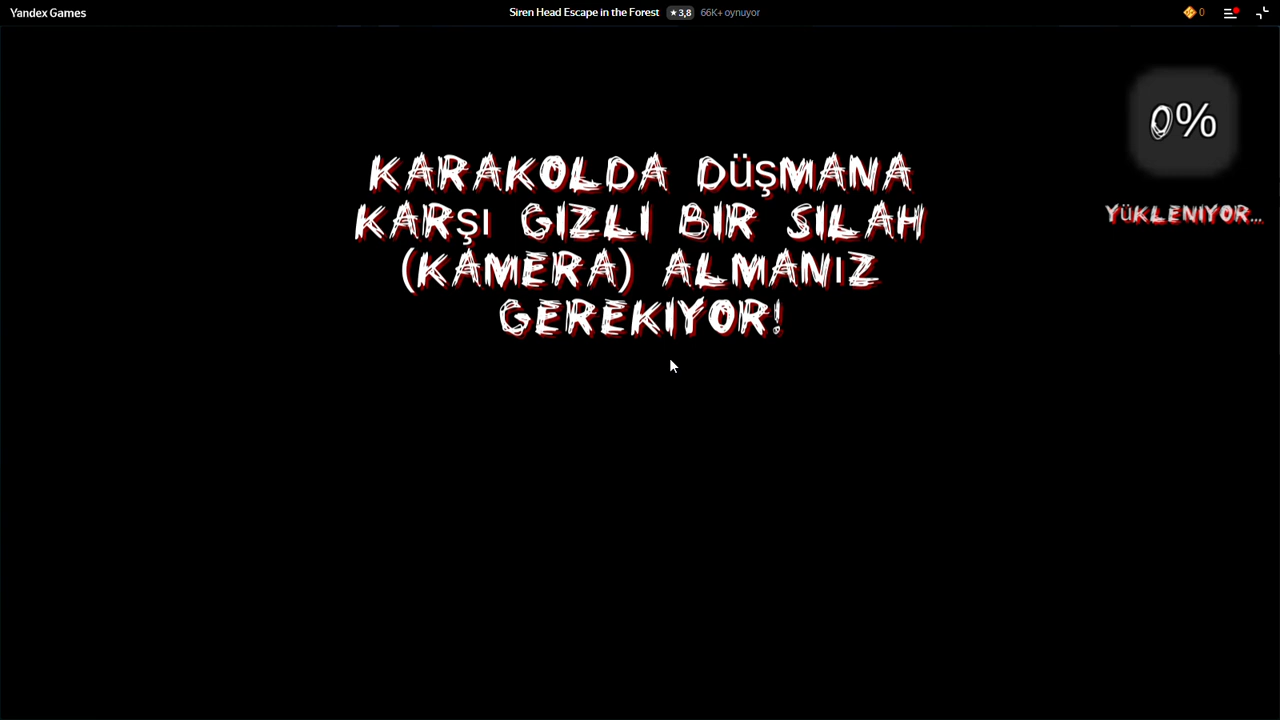 Yandex Games
Siren Head Escape in the Forest ★3,8 66K+ oynuyor
0
0%
KARAKOLDA DÜŞMANA
KARŞI GIZLI BIR SILAH
(KAMERA) ALMANIZ
GEREKIYOR!
YÜKLENIYOR...